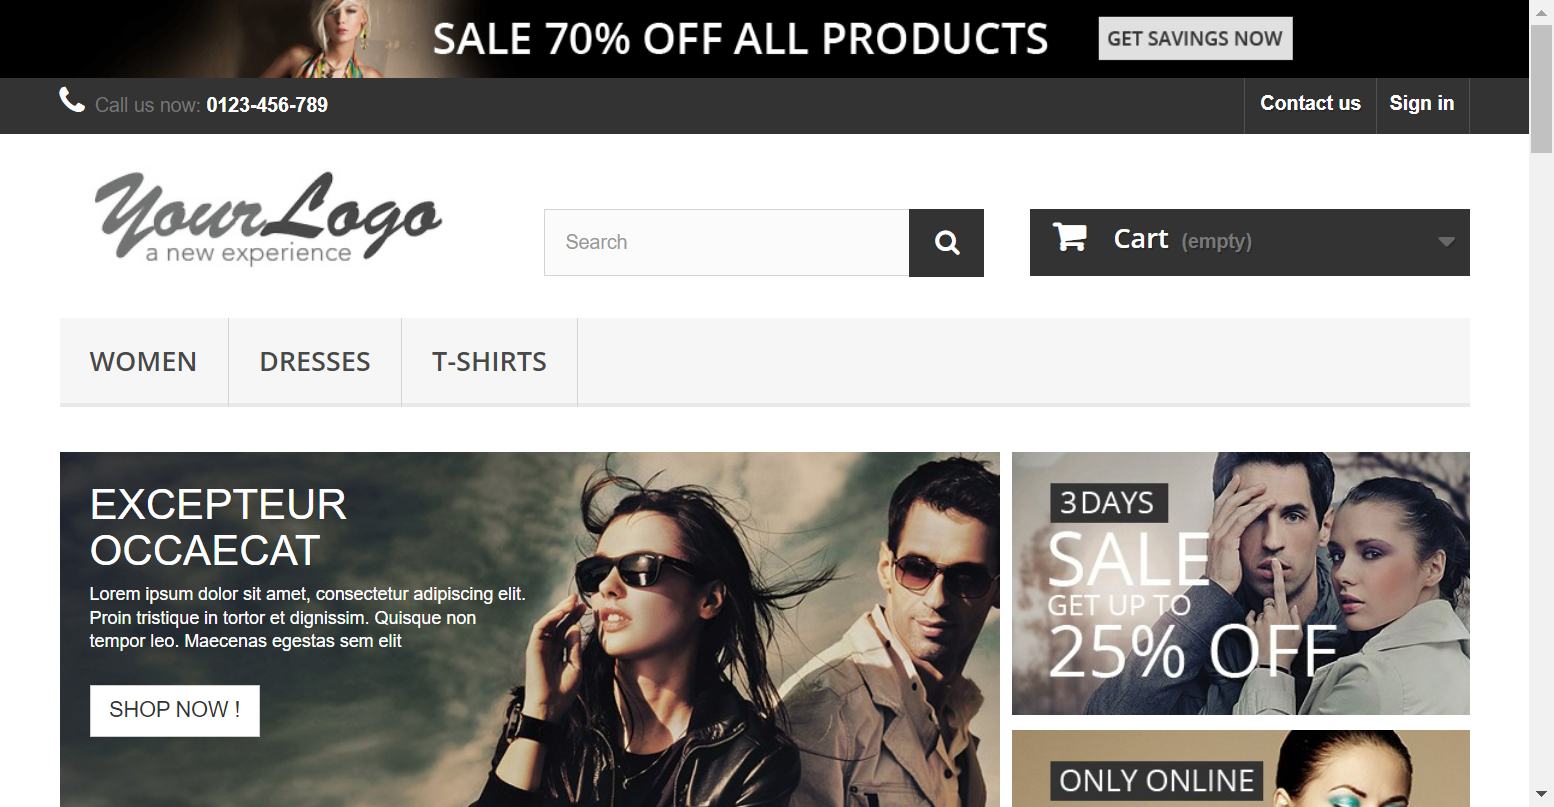 SALE 70% OFF ALL PRODUCTS
GET SAVINGS NOW
Call us now: 0123-456-789
Contact us
Sign in
YourLogo
a new experience
Search
Cart (empty)
WOMEN
DRESSES
T-SHIRTS
EXCEPTEUR
OCCAECAT
Lorem ipsum dolor sit amet, consectetur adipiscing elit.
Proin tristique in tortor et dignissim. Quisque non
tempor leo. Maecenas egestas sem elit
SHOP NOW !
3 DAYS
SALE
GET UP TO
25% OFF
ONLY ONLINE